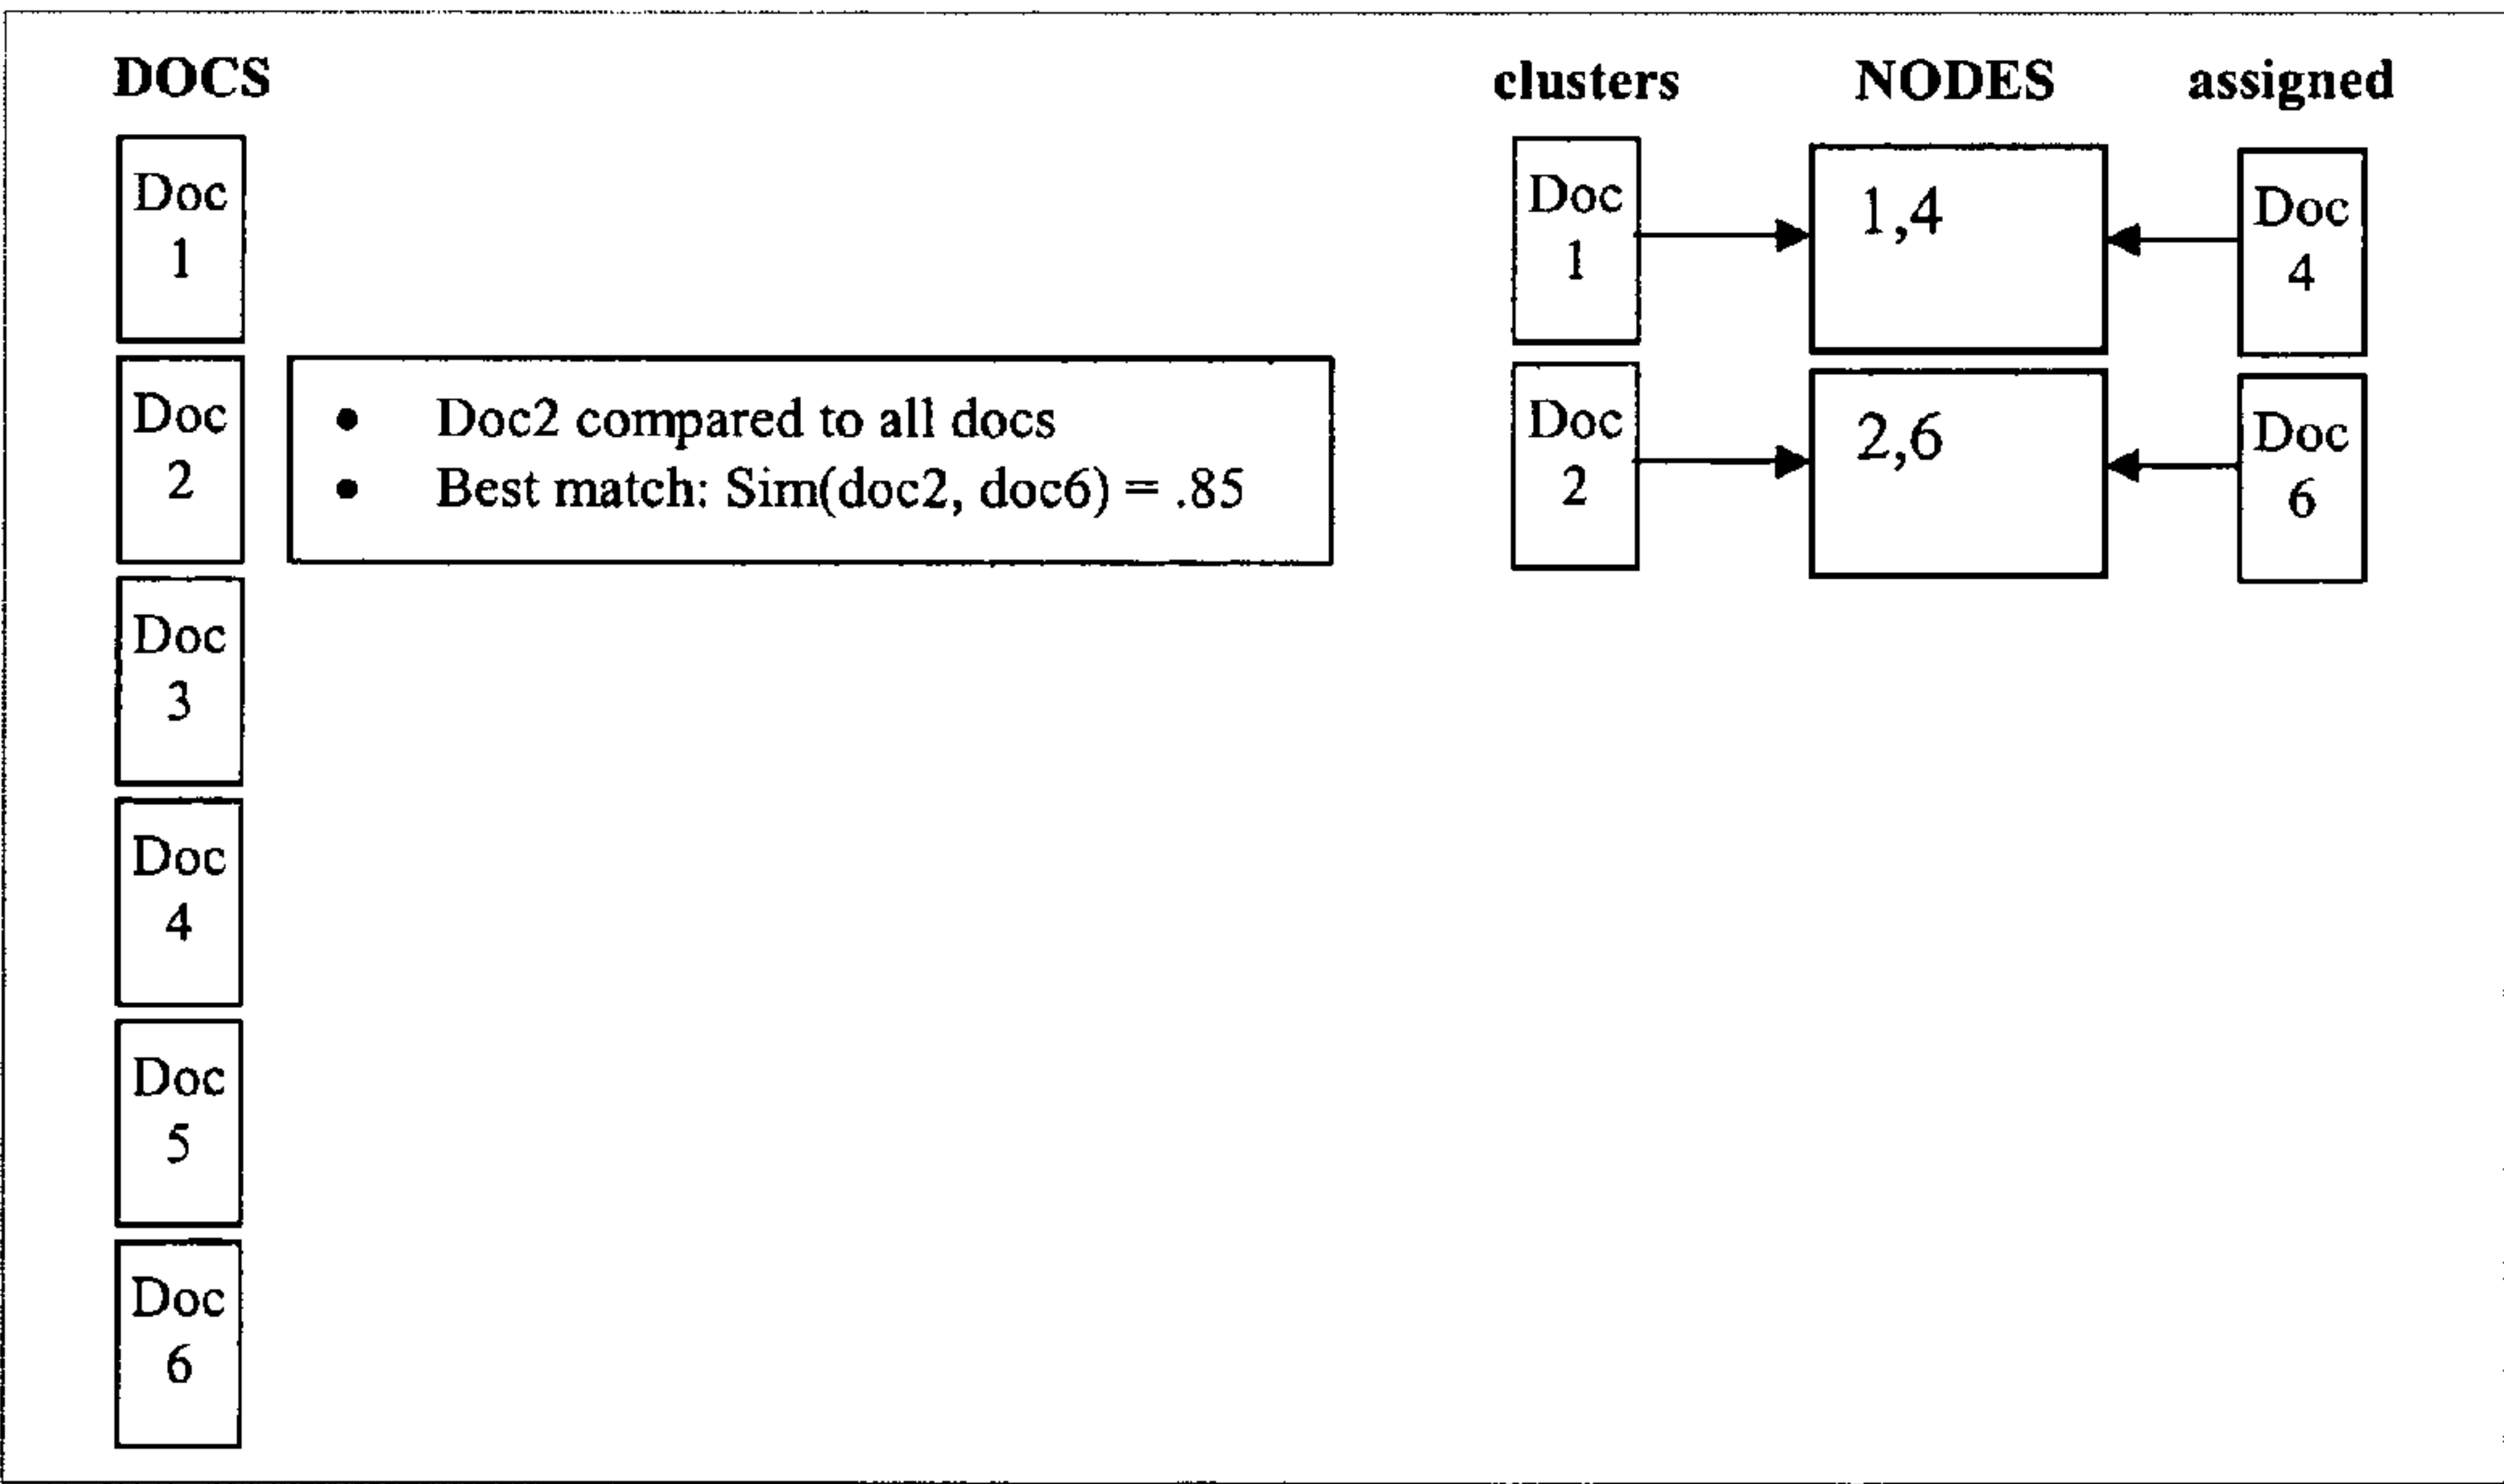 DOCS
Doc
1
Doc
2
Doc
3
Doc
4
Doc
5
Doc
6
• Doc2 compared to all docs
• Best match: Sim(doc2, doc6) = .85
clusters NODES assigned
Doc
1
1,4
Doc
4
Doc
2
2,6
Doc
6